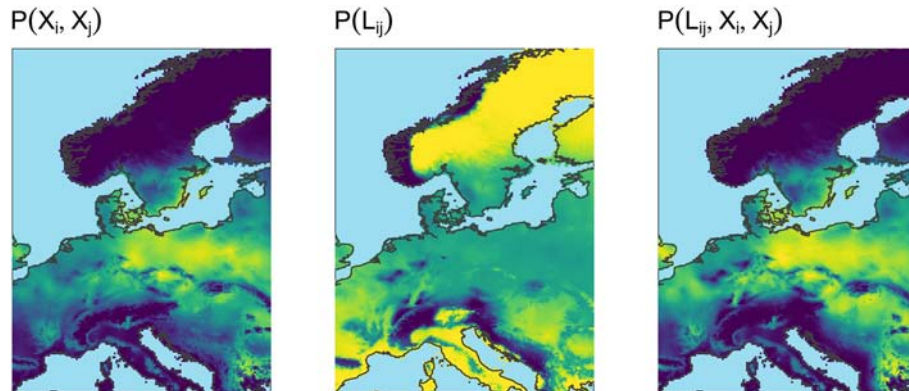 P(Xᵢ, Xⱼ)
P(Lᵢⱼ)
P(Lᵢⱼ, Xᵢ, Xⱼ)